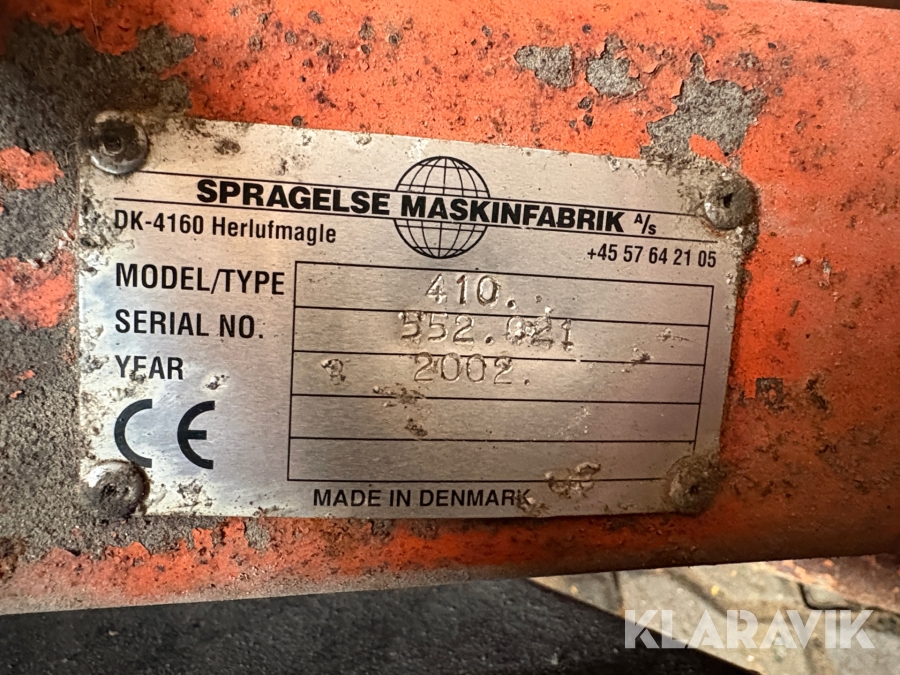 SPRAGELSE MASKINFABRIK A/S
DK-4160 Herlufmagle
+45 57 64 21 05
MODEL/TYPE 410.
SERIAL NO. 552.021
YEAR 2002.
CE
MADE IN DENMARK
KLARAVIK